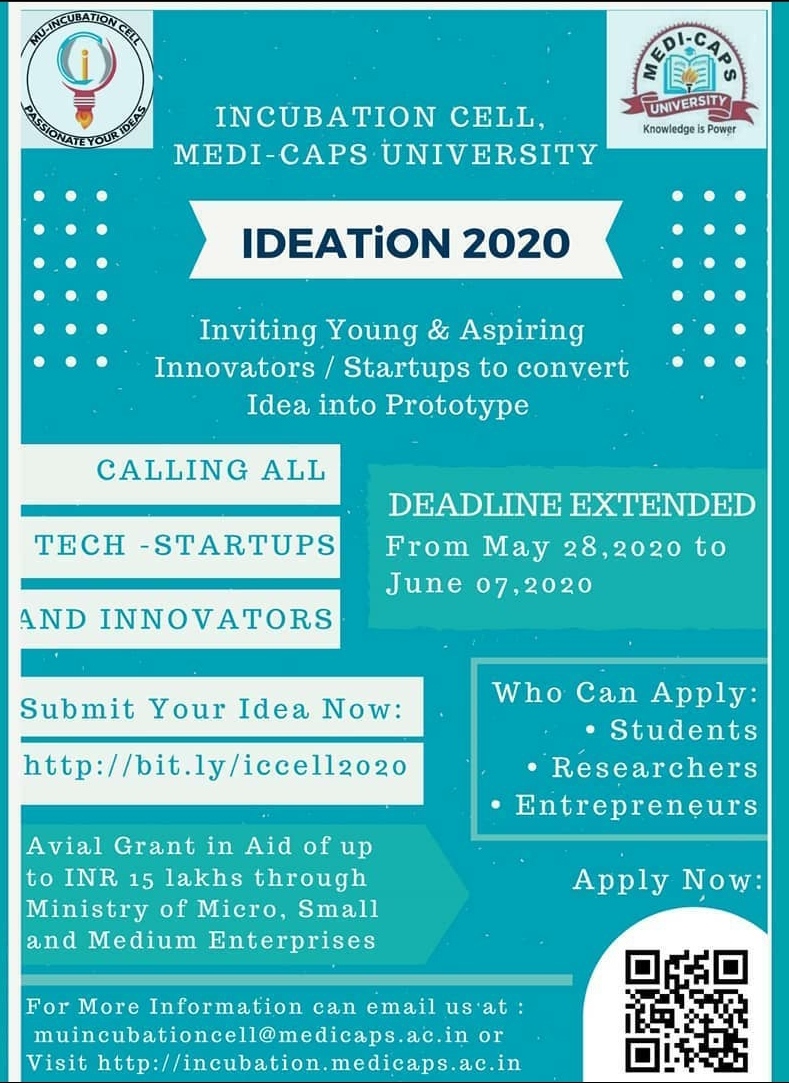 MU-INCUBATION CELL
PASSIONATE YOUR IDEAS
MEDI-CAPS
UNIVERSITY
Knowledge is Power
INCUBATION CELL,
MEDI-CAPS UNIVERSITY
IDEATiON 2020
Inviting Young & Aspiring
Innovators / Startups to convert
Idea into Prototype
CALLING ALL
TECH -STARTUPS
AND INNOVATORS
DEADLINE EXTENDED
From May 28,2020 to
June 07,2020
Submit Your Idea Now:
http://bit.ly/iccell2020
Who Can Apply:
• Students
• Researchers
• Entrepreneurs
Avial Grant in Aid of up
to INR 15 lakhs through
Ministry of Micro, Small
and Medium Enterprises
Apply Now:
For More Information can email us at :
muincubationcell@medicaps.ac.in or
Visit http://incubation.medicaps.ac.in